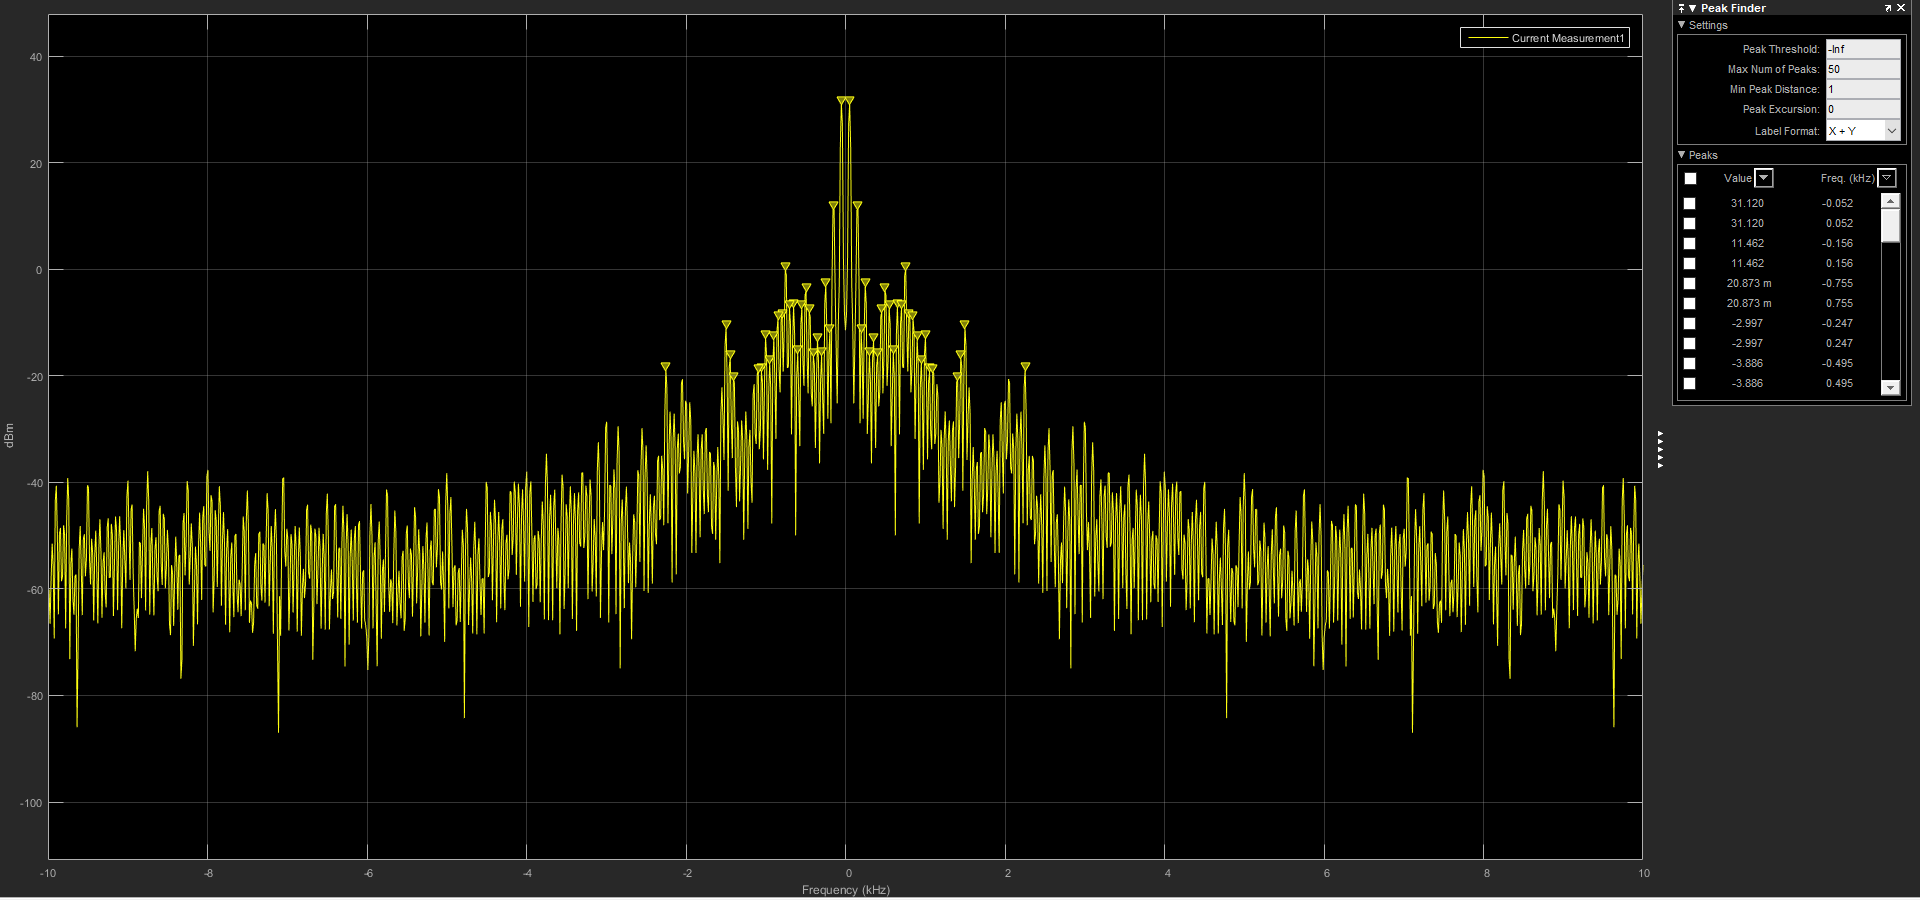 Current Measurement1
40
20
0
-20
-40
-60
-80
-100
dBm
-10
-8
-6
-4
-2
0
2
4
6
8
10
Frequency (kHz)
Peak Finder
Settings
Peak Threshold: -Inf
Max Num of Peaks: 50
Min Peak Distance: 1
Peak Excursion: 0
Label Format: X + Y
Peaks
Value Freq. (kHz)
31.120 -0.052
31.120 0.052
11.462 -0.156
11.462 0.156
20.873 m -0.755
20.873 m 0.755
-2.997 -0.247
-2.997 0.247
-3.886 -0.495
-3.886 0.495